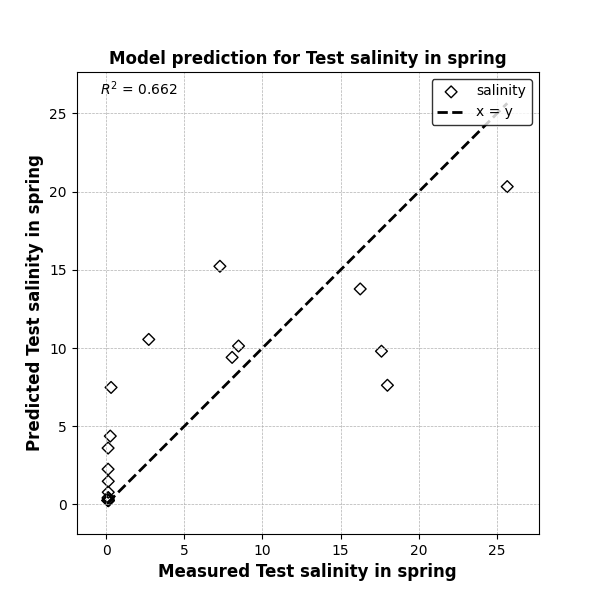 Model prediction for Test salinity in spring
R² = 0.662
salinity
x = y
25
20
15
10
5
0
Predicted Test salinity in spring
0 5 10 15 20 25
Measured Test salinity in spring